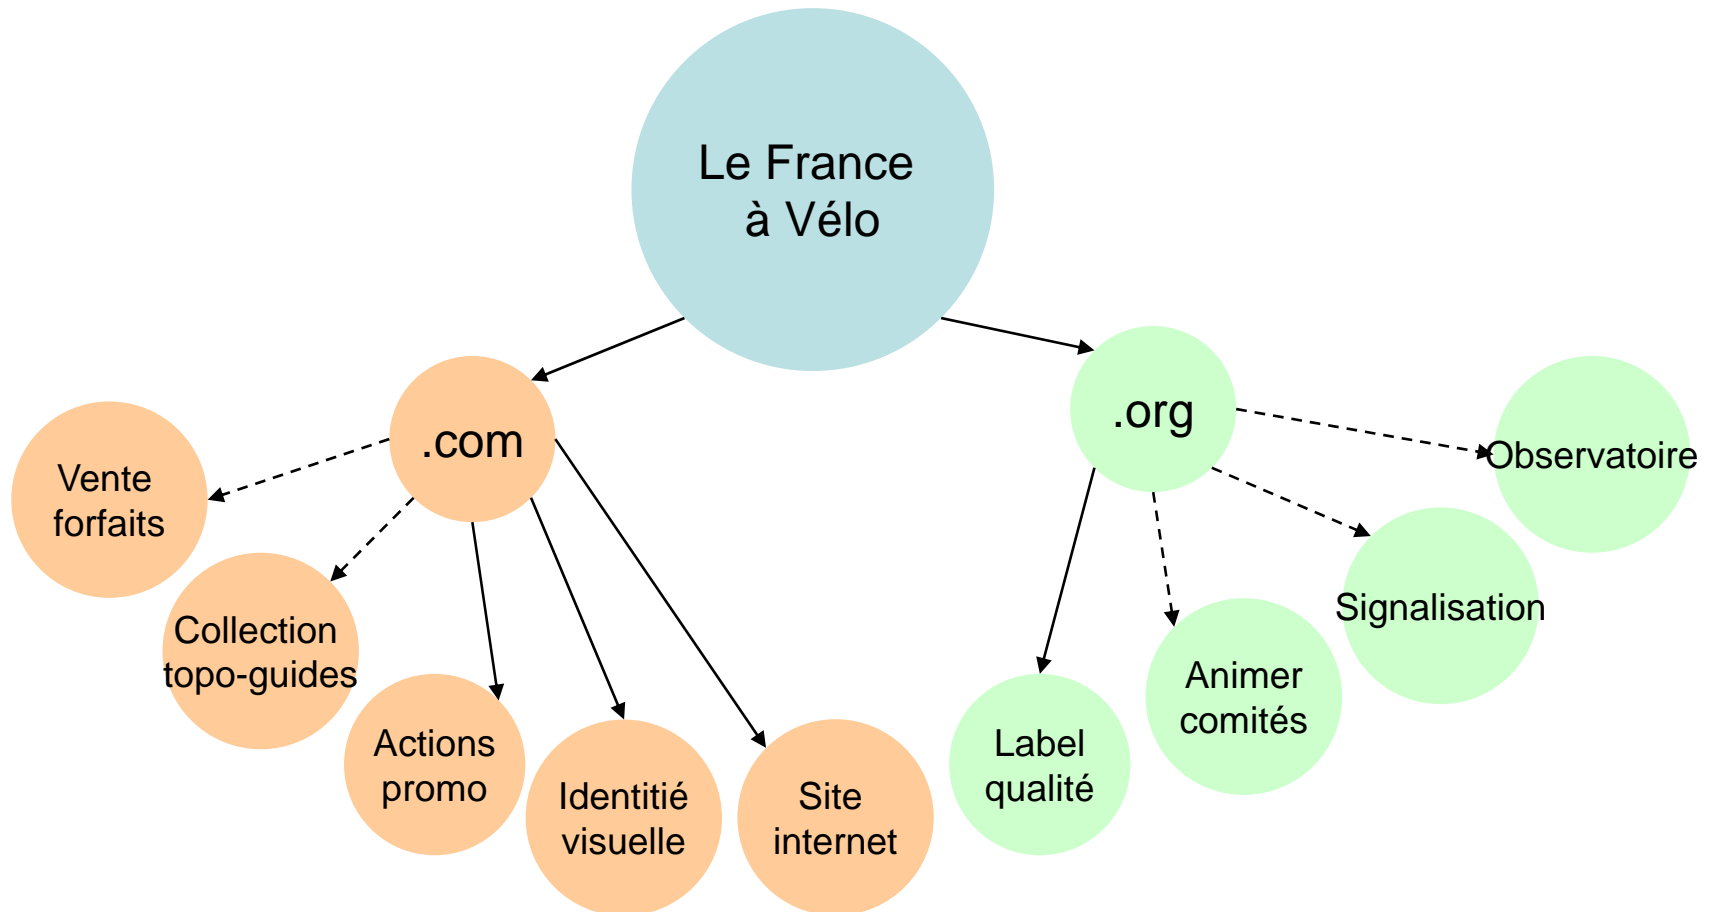 Le France
à Vélo
.com
.org
Vente
forfaits
Collection
topo-guides
Actions
promo
Identitié
visuelle
Site
internet
Label
qualité
Animer
comités
Signalisation
Observatoire